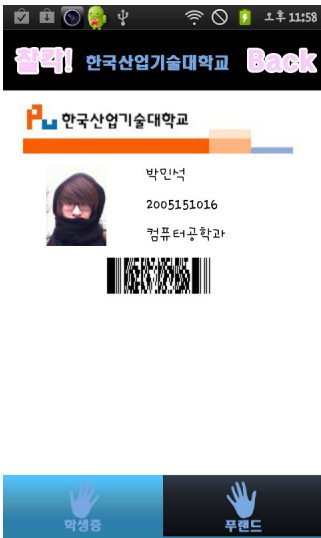 오후 11:58
찰칵! 한국산업기술대학교 Back
한국산업기술대학교
박민석
2005151016
컴퓨터공학과
학생증
푸랜드